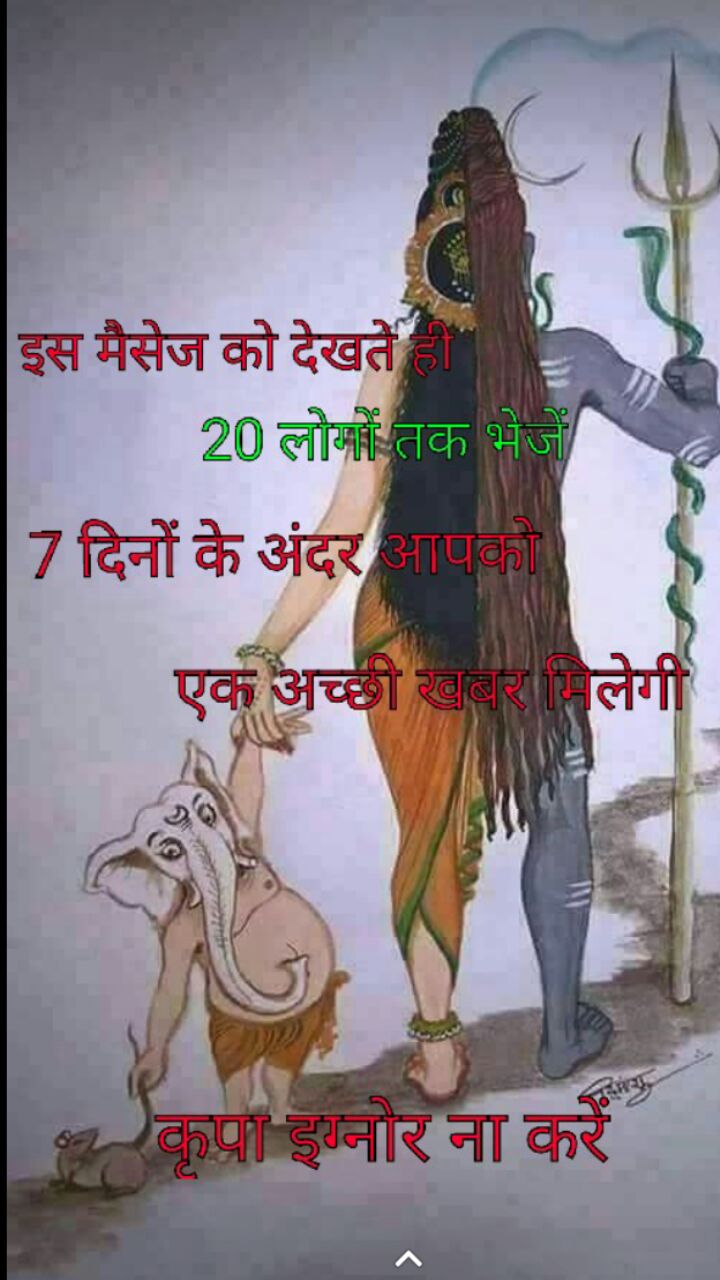 इस मैसेज को देखते ही
20 लोगों तक भेजें
7 दिनों के अंदर आपको
एक अच्छी खबर मिलेगी
कृपा इग्नोर ना करें